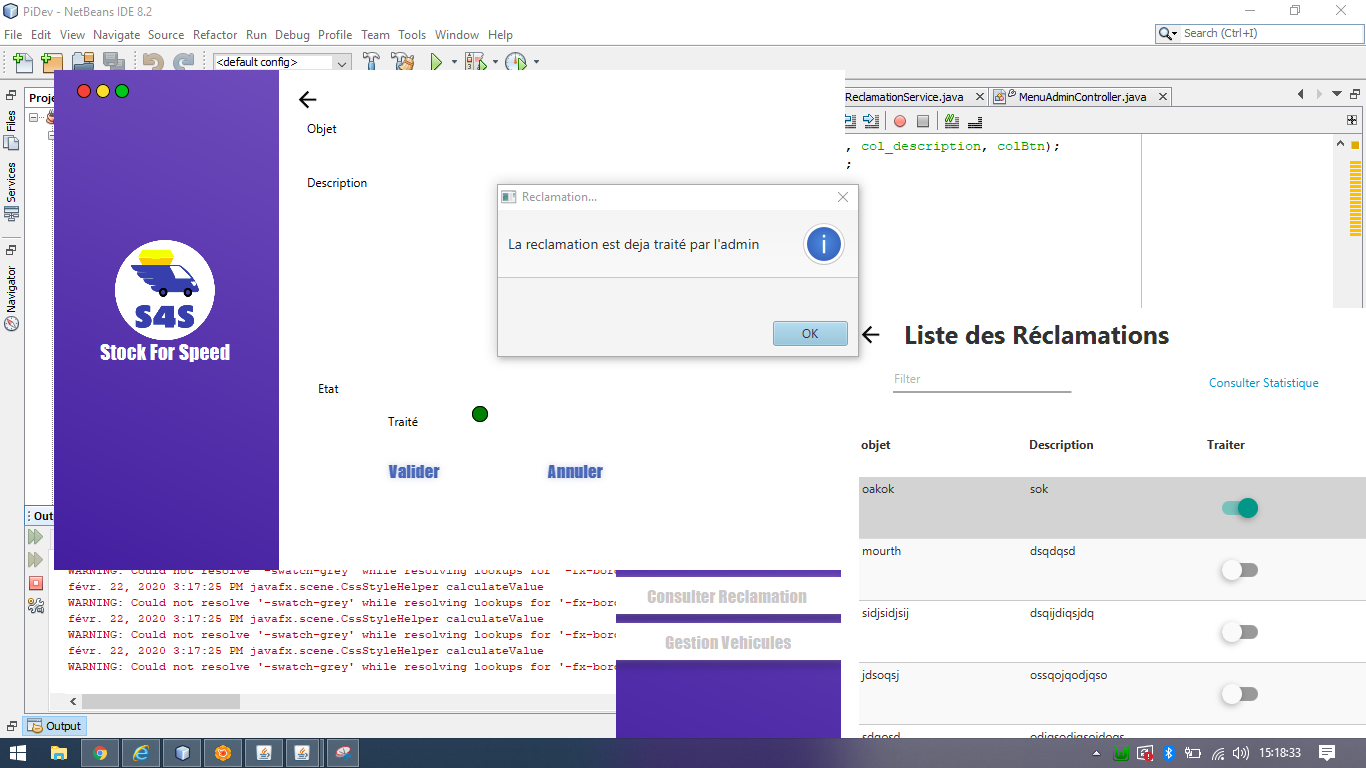 PiDev - NetBeans IDE 8.2
File Edit View Navigate Source Refactor Run Debug Profile Team Tools Window Help
Search (Ctrl+I)
<default config>
Files
Services
Navigator
ReclamationService.java
MenuAdminController.java
, col_description, colBtn);
;
S4S
Stock For Speed
Objet
Description
Etat
Traité
Valider
Annuler
Reclamation...
La reclamation est deja traité par l'admin
i
OK
Liste des Réclamations
Filter
Consulter Statistique
objet Description Traiter
oakok sok
mourth dsqdqsd
sidjsidjsij dsqijdiqsjdq
jdsoqsj ossqojqodjqso
WARNING: Could not resolve '-swatch-grey' while resolving lookups for '-fx-bor
févr. 22, 2020 3:17:25 PM javafx.scene.CssStyleHelper calculateValue
WARNING: Could not resolve '-swatch-grey' while resolving lookups for '-fx-bor
févr. 22, 2020 3:17:25 PM javafx.scene.CssStyleHelper calculateValue
WARNING: Could not resolve '-swatch-grey' while resolving lookups for '-fx-bor
févr. 22, 2020 3:17:25 PM javafx.scene.CssStyleHelper calculateValue
WARNING: Could not resolve '-swatch-grey' while resolving lookups for '-fx-bor
Consulter Reclamation
Gestion Vehicules
Output
15:18:33